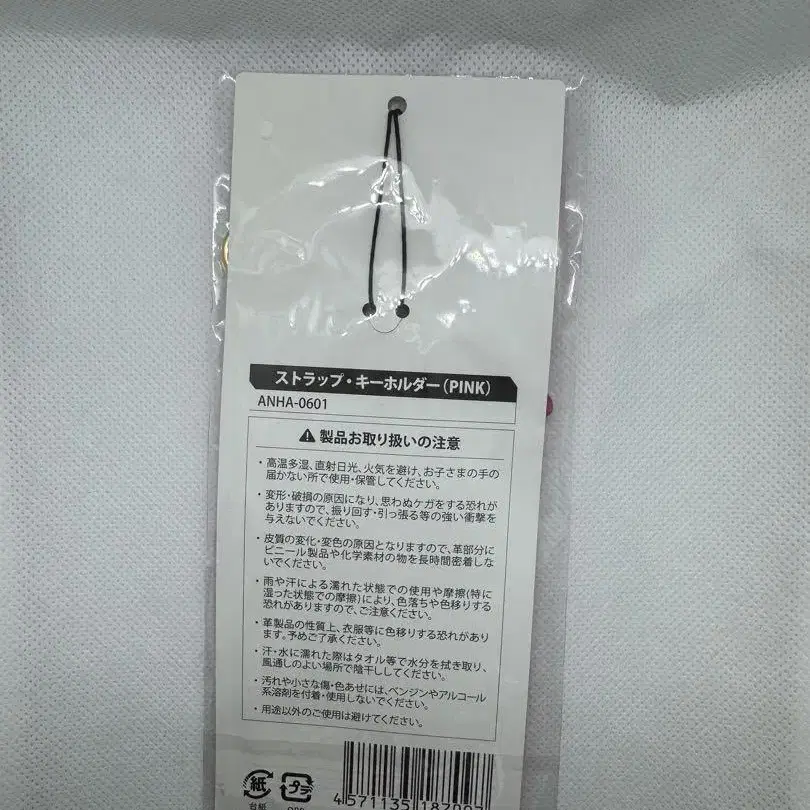 ストラップ・キーホルダー(PINK)
ANHA-0601
製品お取り扱いの注意
・高温多湿、直射日光、火気を避け、お子さまの手の
届かない所で使用・保管してください。
・変形・破損の原因になり、思わぬケガをする恐れが
ありますので、振り回す・引っ張る等の強い衝撃を
与えないでください。
・皮質の変化・変色の原因となりますので、革部分に
ビニール製品や化学素材の物を長時間密着しな
いでください。
・雨や汗による濡れた状態での使用や摩擦(特に
湿った状態での摩擦)により、色落ちや色移りする
恐れがありますので、ご注意ください。
・革製品の性質上、衣服等に色移りする恐れがあり
ます。予めご了承ください。
・汗・水に濡れた際はタオル等で水分を拭き取り、
風通しのよい場所で陰干ししてください。
・汚れや小さな傷・色あせには、ベンジンやアルコール
系溶剤を付着・使用しないでください。
・用途以外のご使用は避けてください。
紙
プラ
台紙
4 571135 187007